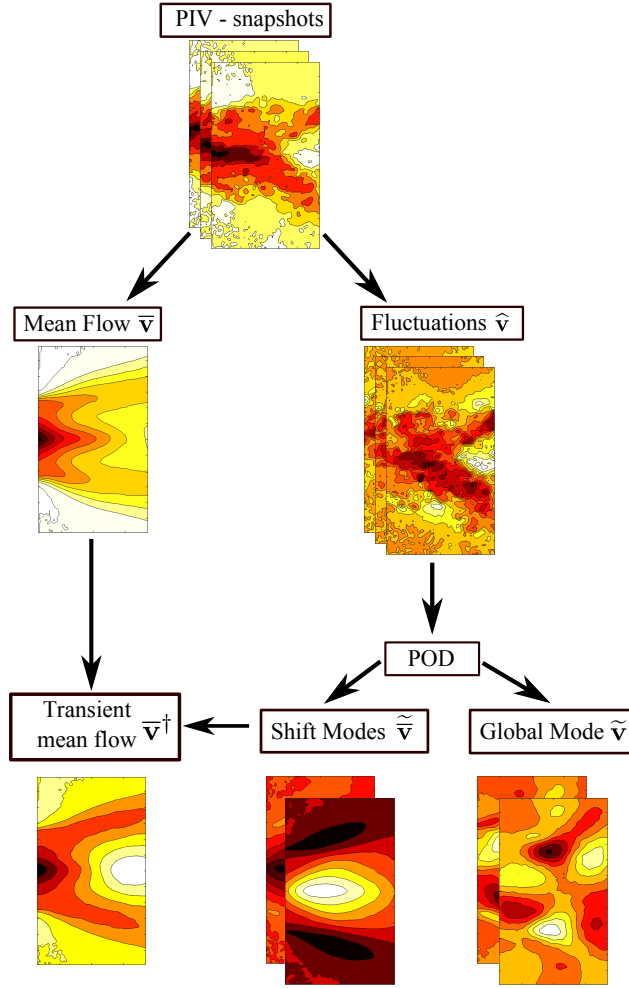 PIV - snapshots
Mean Flow v̅
Fluctuations v̂
POD
Transient
mean flow v̅†
Shift Modes ṽ̅
Global Mode ṽ